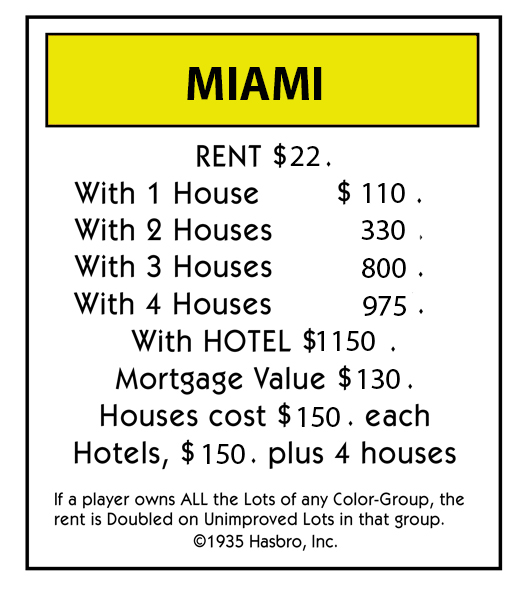 MIAMI
RENT $22.
With 1 House $ 110 .
With 2 Houses 330 .
With 3 Houses 800 .
With 4 Houses 975 .
With HOTEL $1150 .
Mortgage Value $130.
Houses cost $150. each
Hotels, $150. plus 4 houses
If a player owns ALL the Lots of any Color-Group, the
rent is Doubled on Unimproved Lots in that group.
©1935 Hasbro, Inc.